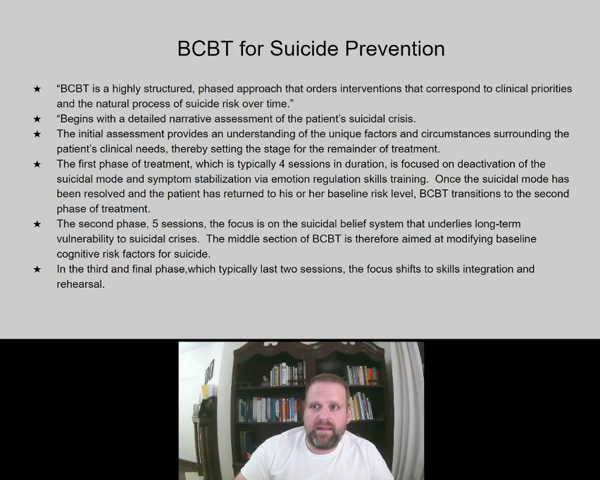 BCBT for Suicide Prevention
★ “BCBT is a highly structured, phased approach that orders interventions that correspond to clinical priorities
and the natural process of suicide risk over time.”
★ “Begins with a detailed narrative assessment of the patient’s suicidal crisis.
★ The initial assessment provides an understanding of the unique factors and circumstances surrounding the
patient’s clinical needs, thereby setting the stage for the remainder of treatment.
★ The first phase of treatment, which is typically 4 sessions in duration, is focused on deactivation of the
suicidal mode and symptom stabilization via emotion regulation skills training.  Once the suicidal mode has
been resolved and the patient has returned to his or her baseline risk level, BCBT transitions to the second
phase of treatment.
★ The second phase, 5 sessions, the focus is on the suicidal belief system that underlies long-term
vulnerability to suicidal crises.  The middle section of BCBT is therefore aimed at modifying baseline
cognitive risk factors for suicide.
★ In the third and final phase,which typically last two sessions, the focus shifts to skills integration and
rehearsal.